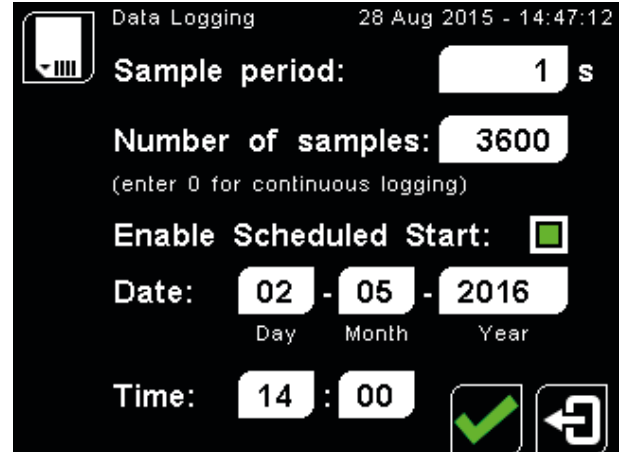 Data Logging 28 Aug 2015 - 14:47:12
Sample period: 1 s
Number of samples: 3600
(enter 0 for continuous logging)
Enable Scheduled Start:
Date: 02 - 05 - 2016
Day Month Year
Time: 14 : 00